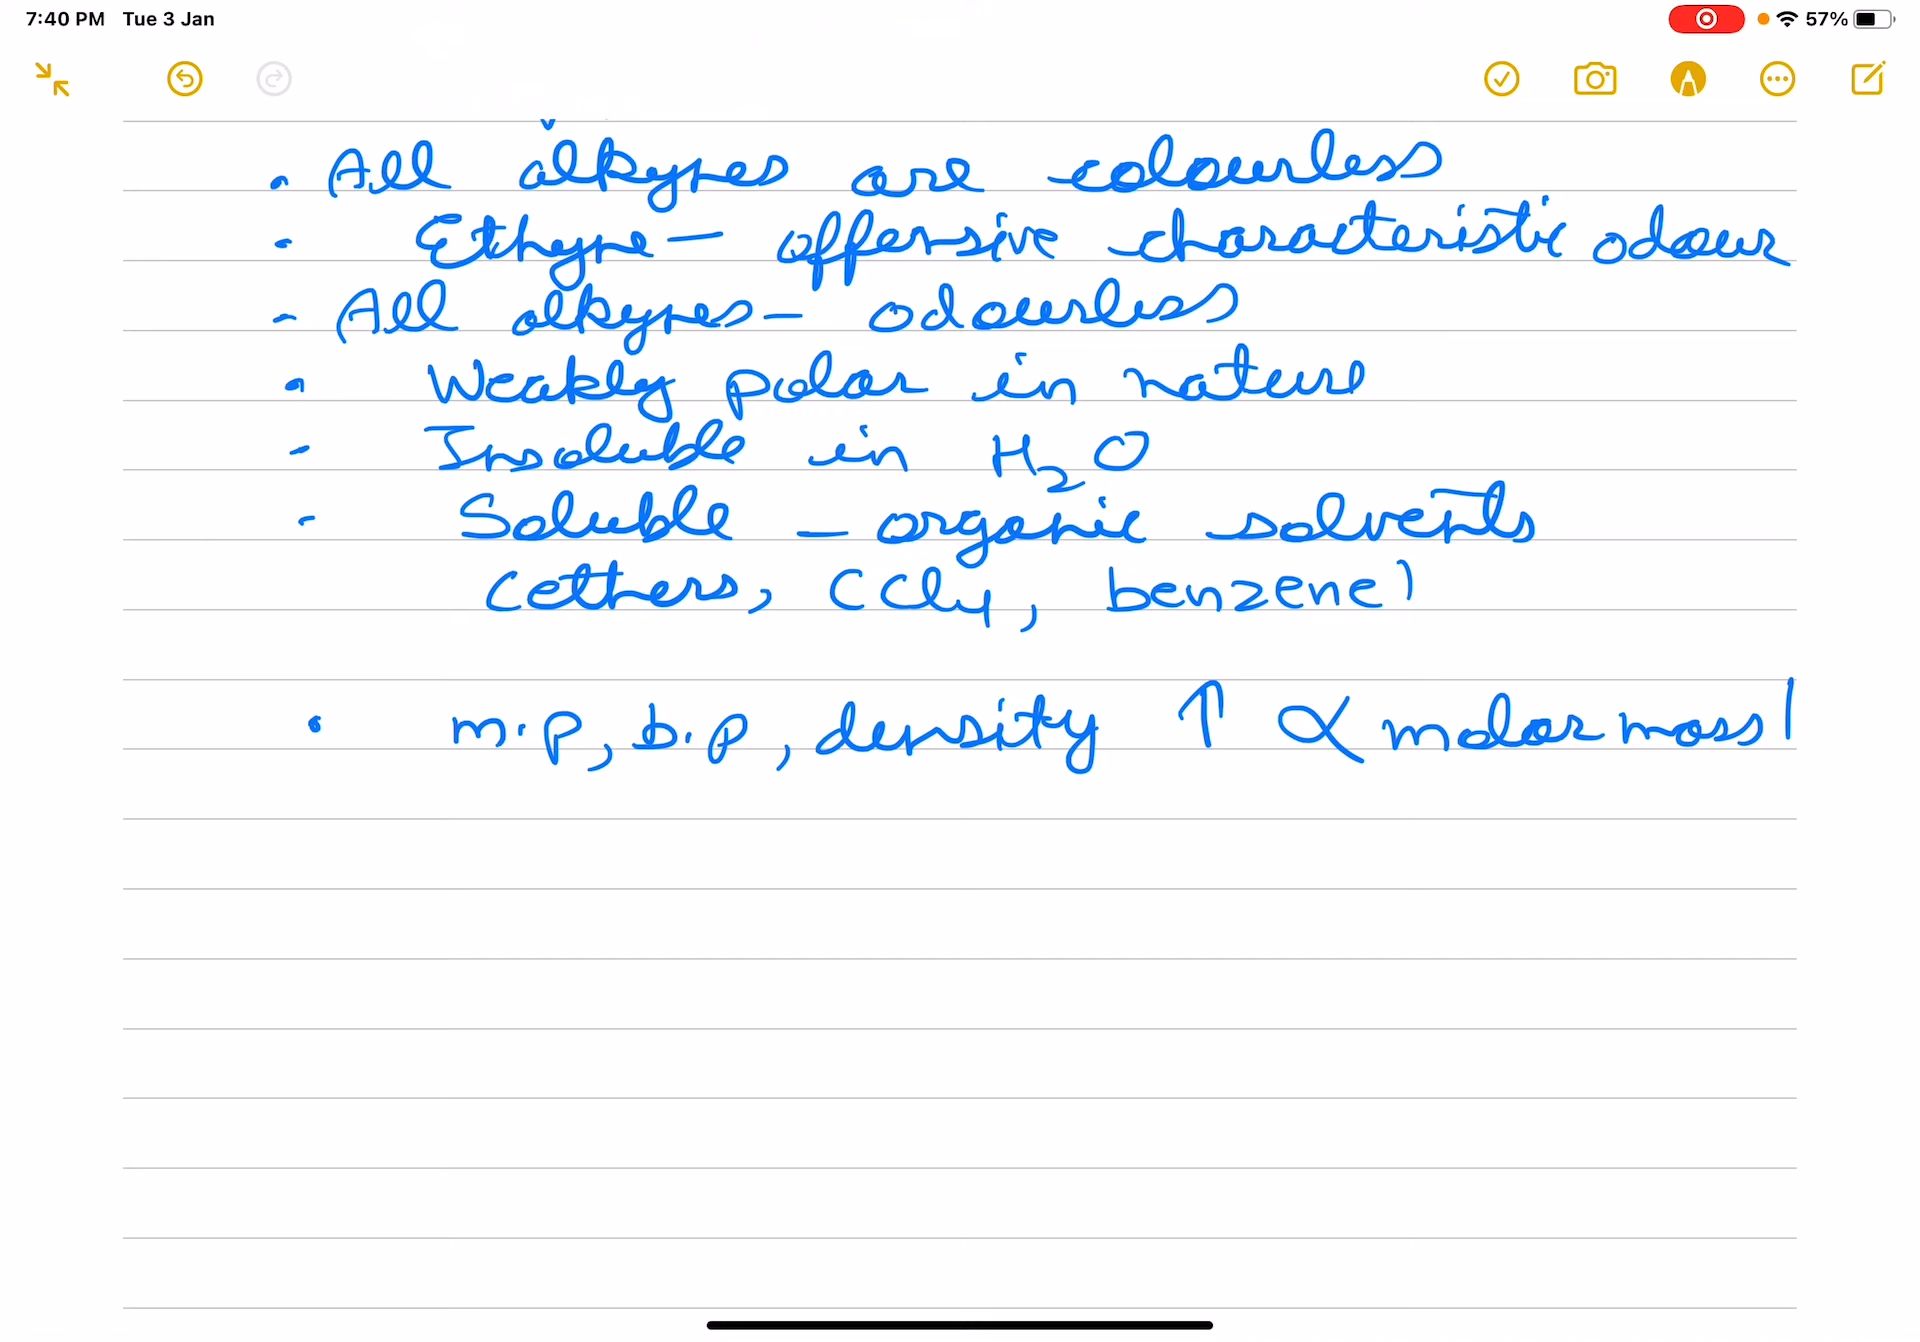 7:40 PM Tue 3 Jan 57%
• All alkynes are colourless
• Ethyne – offensive characteristic odour
- All alkynes – odourless
• Weakly polar in nature
- Insoluble in H₂O
- Soluble – organic solvents
(ethers, CCl₄, benzene)
• m.p, b.p, density ↑ ∝ molar mass